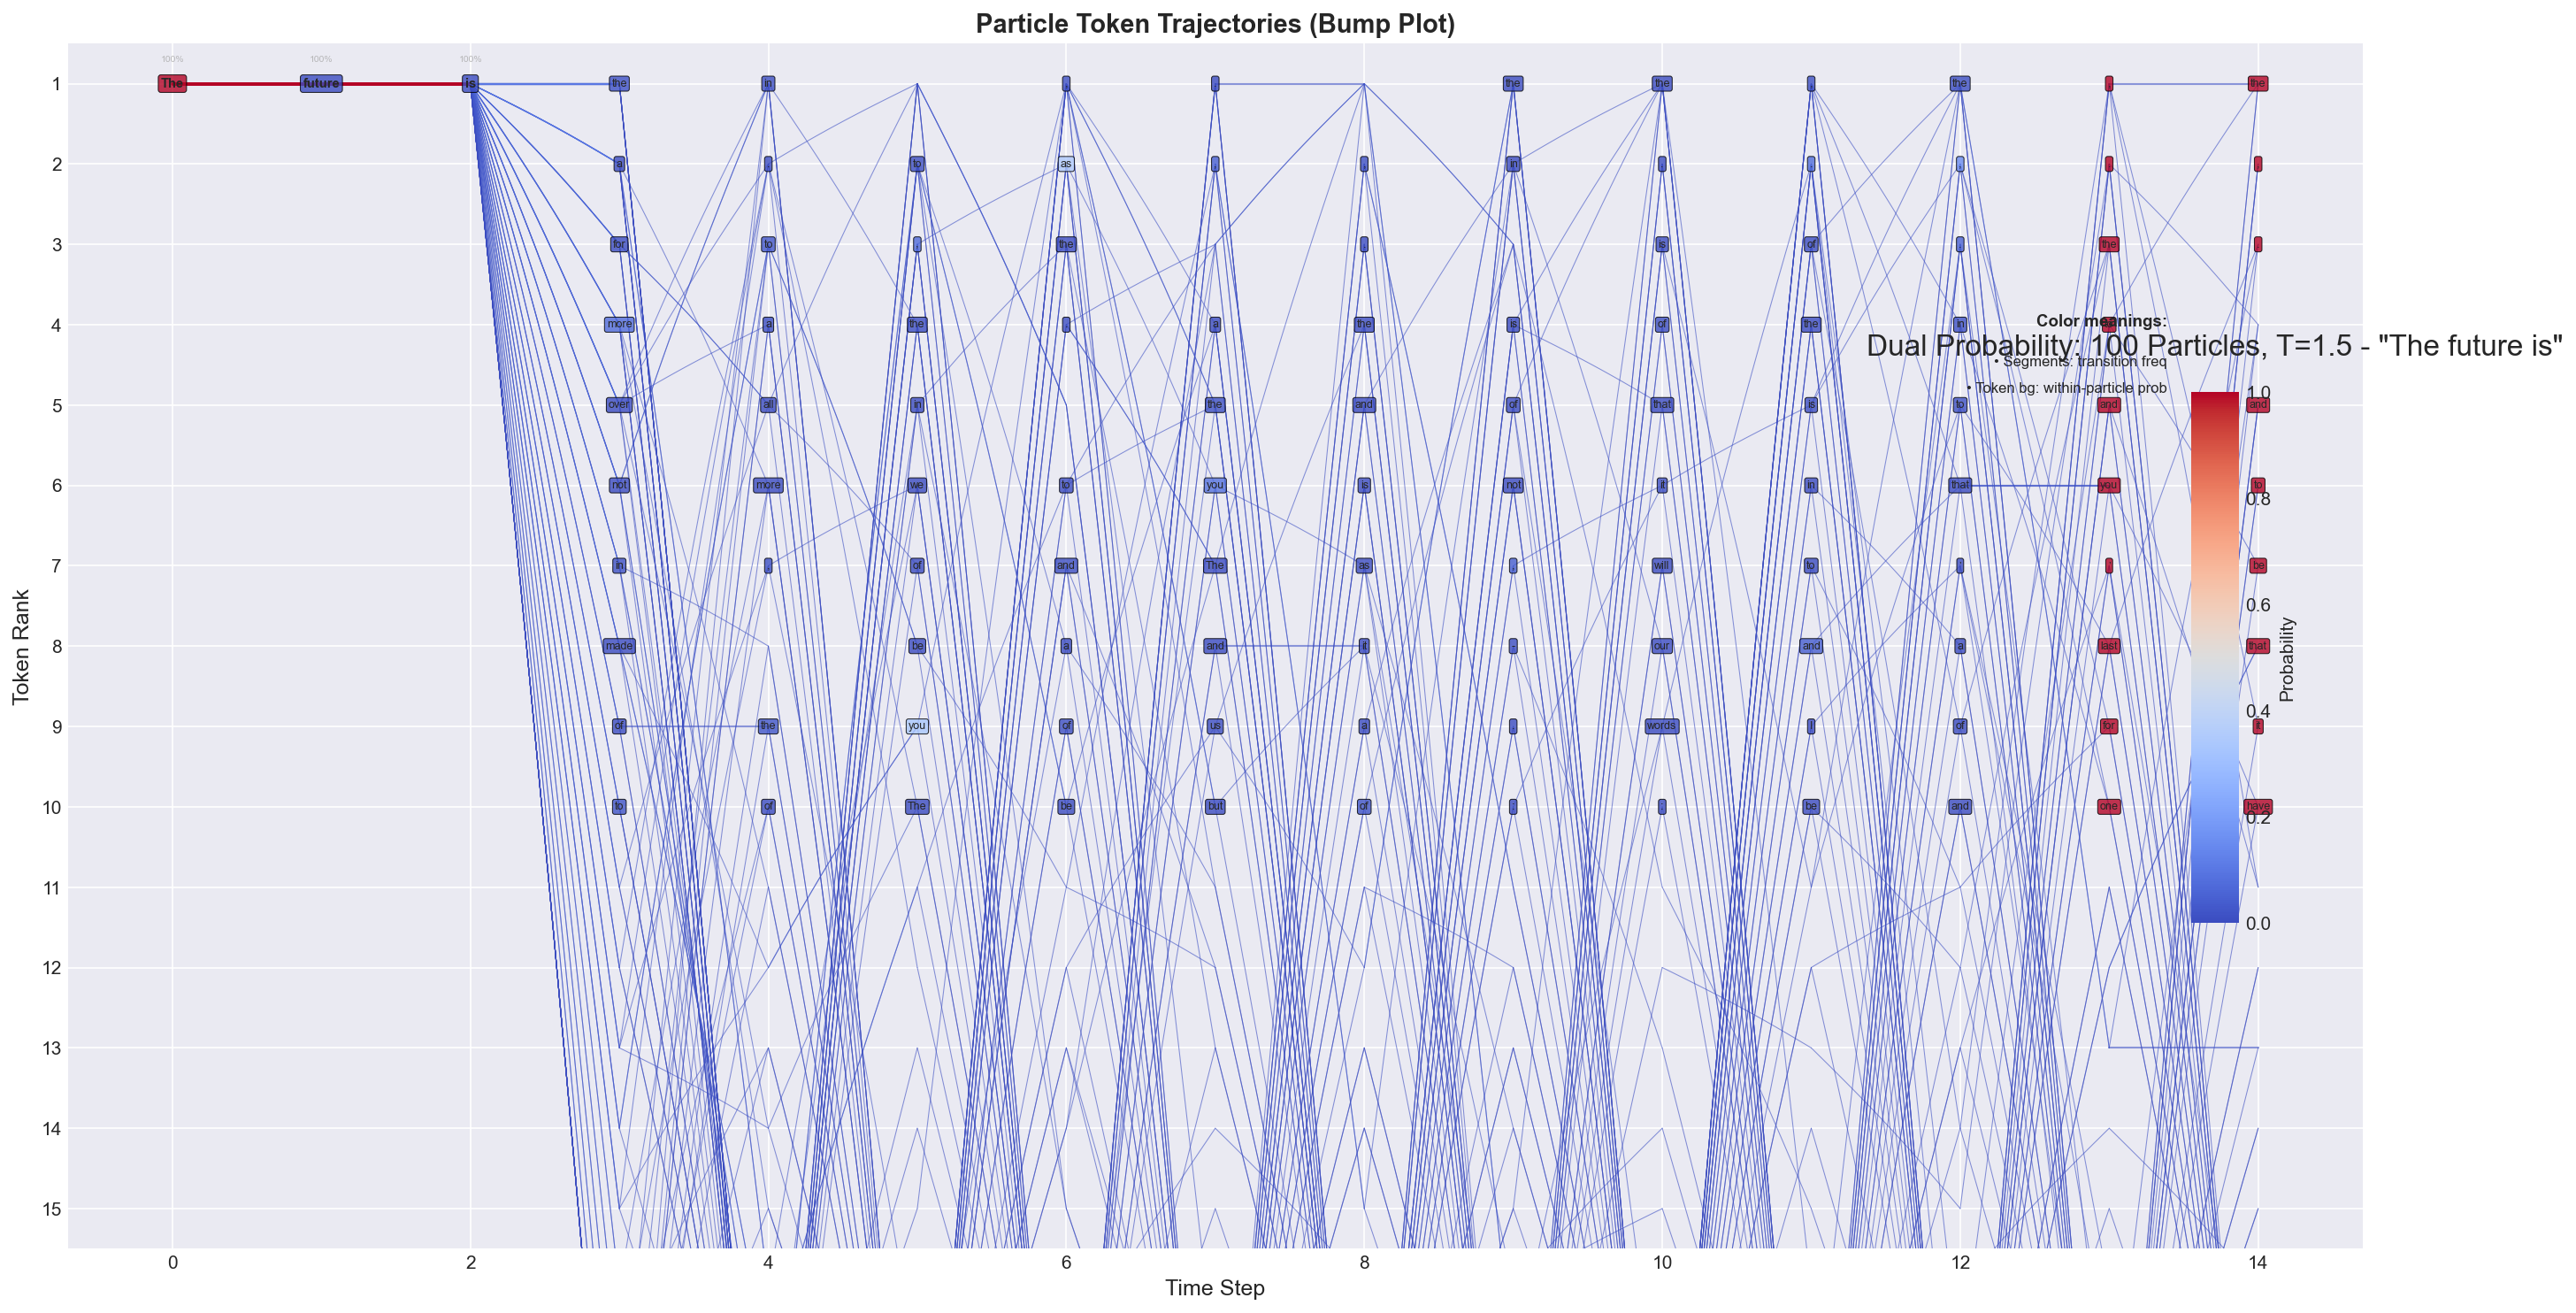 Particle Token Trajectories (Bump Plot)
100% 100% 100%
1 The future is the in the the the the
2 a to as in
3 for to the is of the
4 more a the a the is of the in
Color meanings:
Dual Probability: 100 Particles, T=1.5 - "The future is"
• Segments: transition freq
• Token bg: within-particle prob
5 over all in the and of that is to and and
6 not more we to you is not it in that you to
7 in of and The as will to be
8 made be a and it - our and a last that
9 of the you of us a words of for it
10 to of The be but of be and one have
11
12
13
14
15
1.0
0.8
0.6
0.4
0.2
0.0
Probability
Token Rank
0 2 4 6 8 10 12 14
Time Step